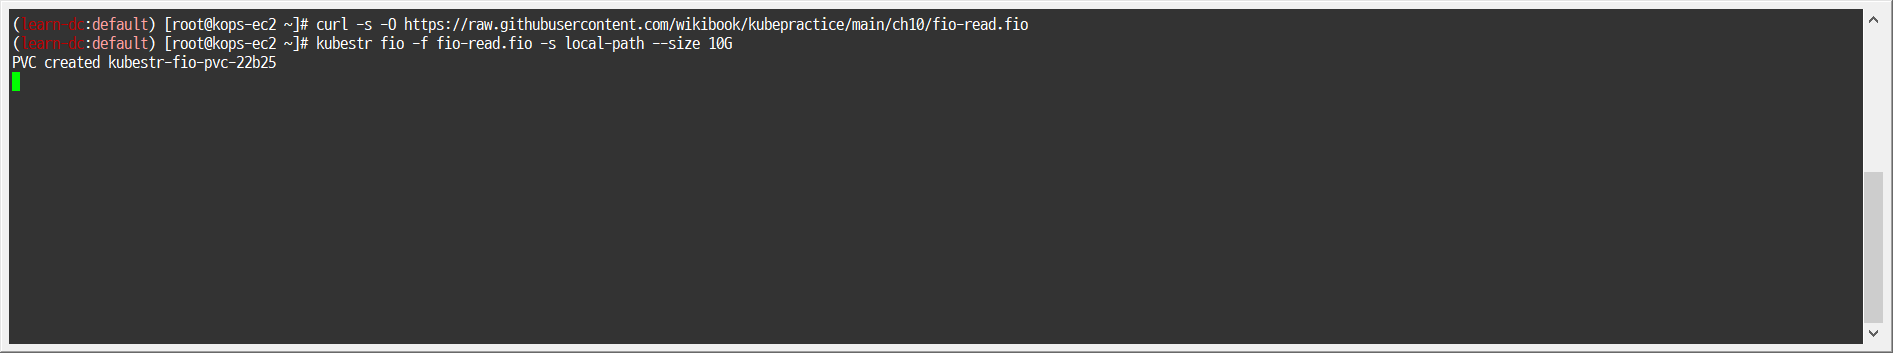 (learn-dc:default) [root@kops-ec2 ~]# curl -s -O https://raw.githubusercontent.com/wikibook/kubepractice/main/ch10/fio-read.fio
(learn-dc:default) [root@kops-ec2 ~]# kubestr fio -f fio-read.fio -s local-path --size 10G
PVC created kubestr-fio-pvc-22b25